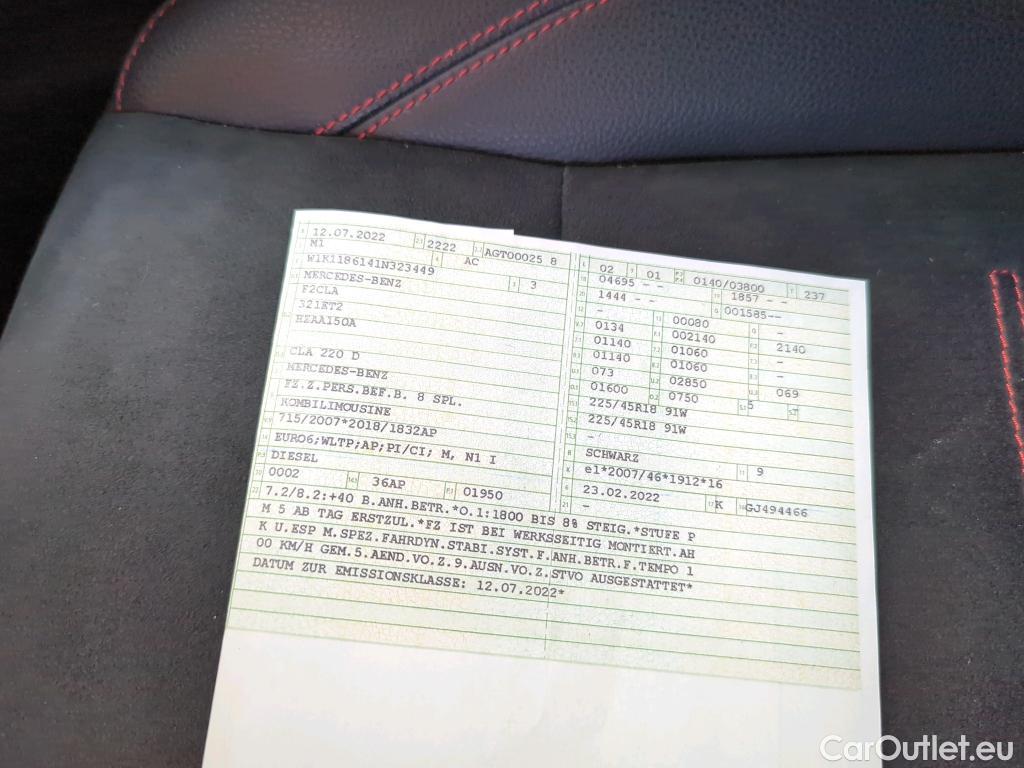 12.07.2022 2222 AGT00025 8
M1 AC
W1K1186141N323449 3
MERCEDES-BENZ
F2CLA
321ET2
HZAA150A
CLA 220 D
MERCEDES-BENZ
FZ.Z.PERS.BEF.B. 8 SPL.
KOMBILIMOUSINE
715/2007*2018/1832AP
EURO6;WLTP;AP;PI/CI; M, N1 I
DIESEL
0002 36AP 01950
02 01 0140/03800 237
04695 - - 1857 - -
1444 - - 001585--
- 00080 -
0134 002140 2140
01140 01060 -
01140 01060 -
073 02850 069
01600 0750 5 -
225/45R18 91W
225/45R18 91W
-
SCHWARZ 9
e1*2007/46*1912*16
23.02.2022 K GJ494466
-
7.2/8.2:+40 B.ANH.BETR.*O.1:1800 BIS 8% STEIG.*STUFE P
M 5 AB TAG ERSTZUL.*FZ IST BEI WERKSSEITIG MONTIERT.AH
K U.ESP M.SPEZ.FAHRDYN.STABI.SYST.F.ANH.BETR.F.TEMPO 1
00 KM/H GEM.5.AEND.VO.Z.9.AUSN.VO.Z.STVO AUSGESTATTET*
DATUM ZUR EMISSIONSKLASSE: 12.07.2022*
CarOutlet.eu